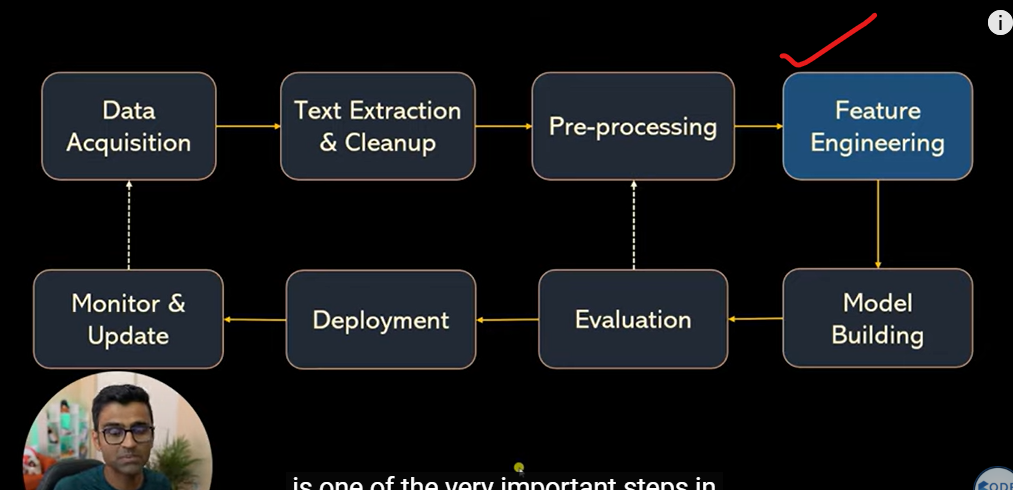 Data
Acquisition
Text Extraction
& Cleanup
Pre-processing
Feature
Engineering
Monitor &
Update
Deployment
Evaluation
Model
Building
is one of the very important steps in
i
CODE